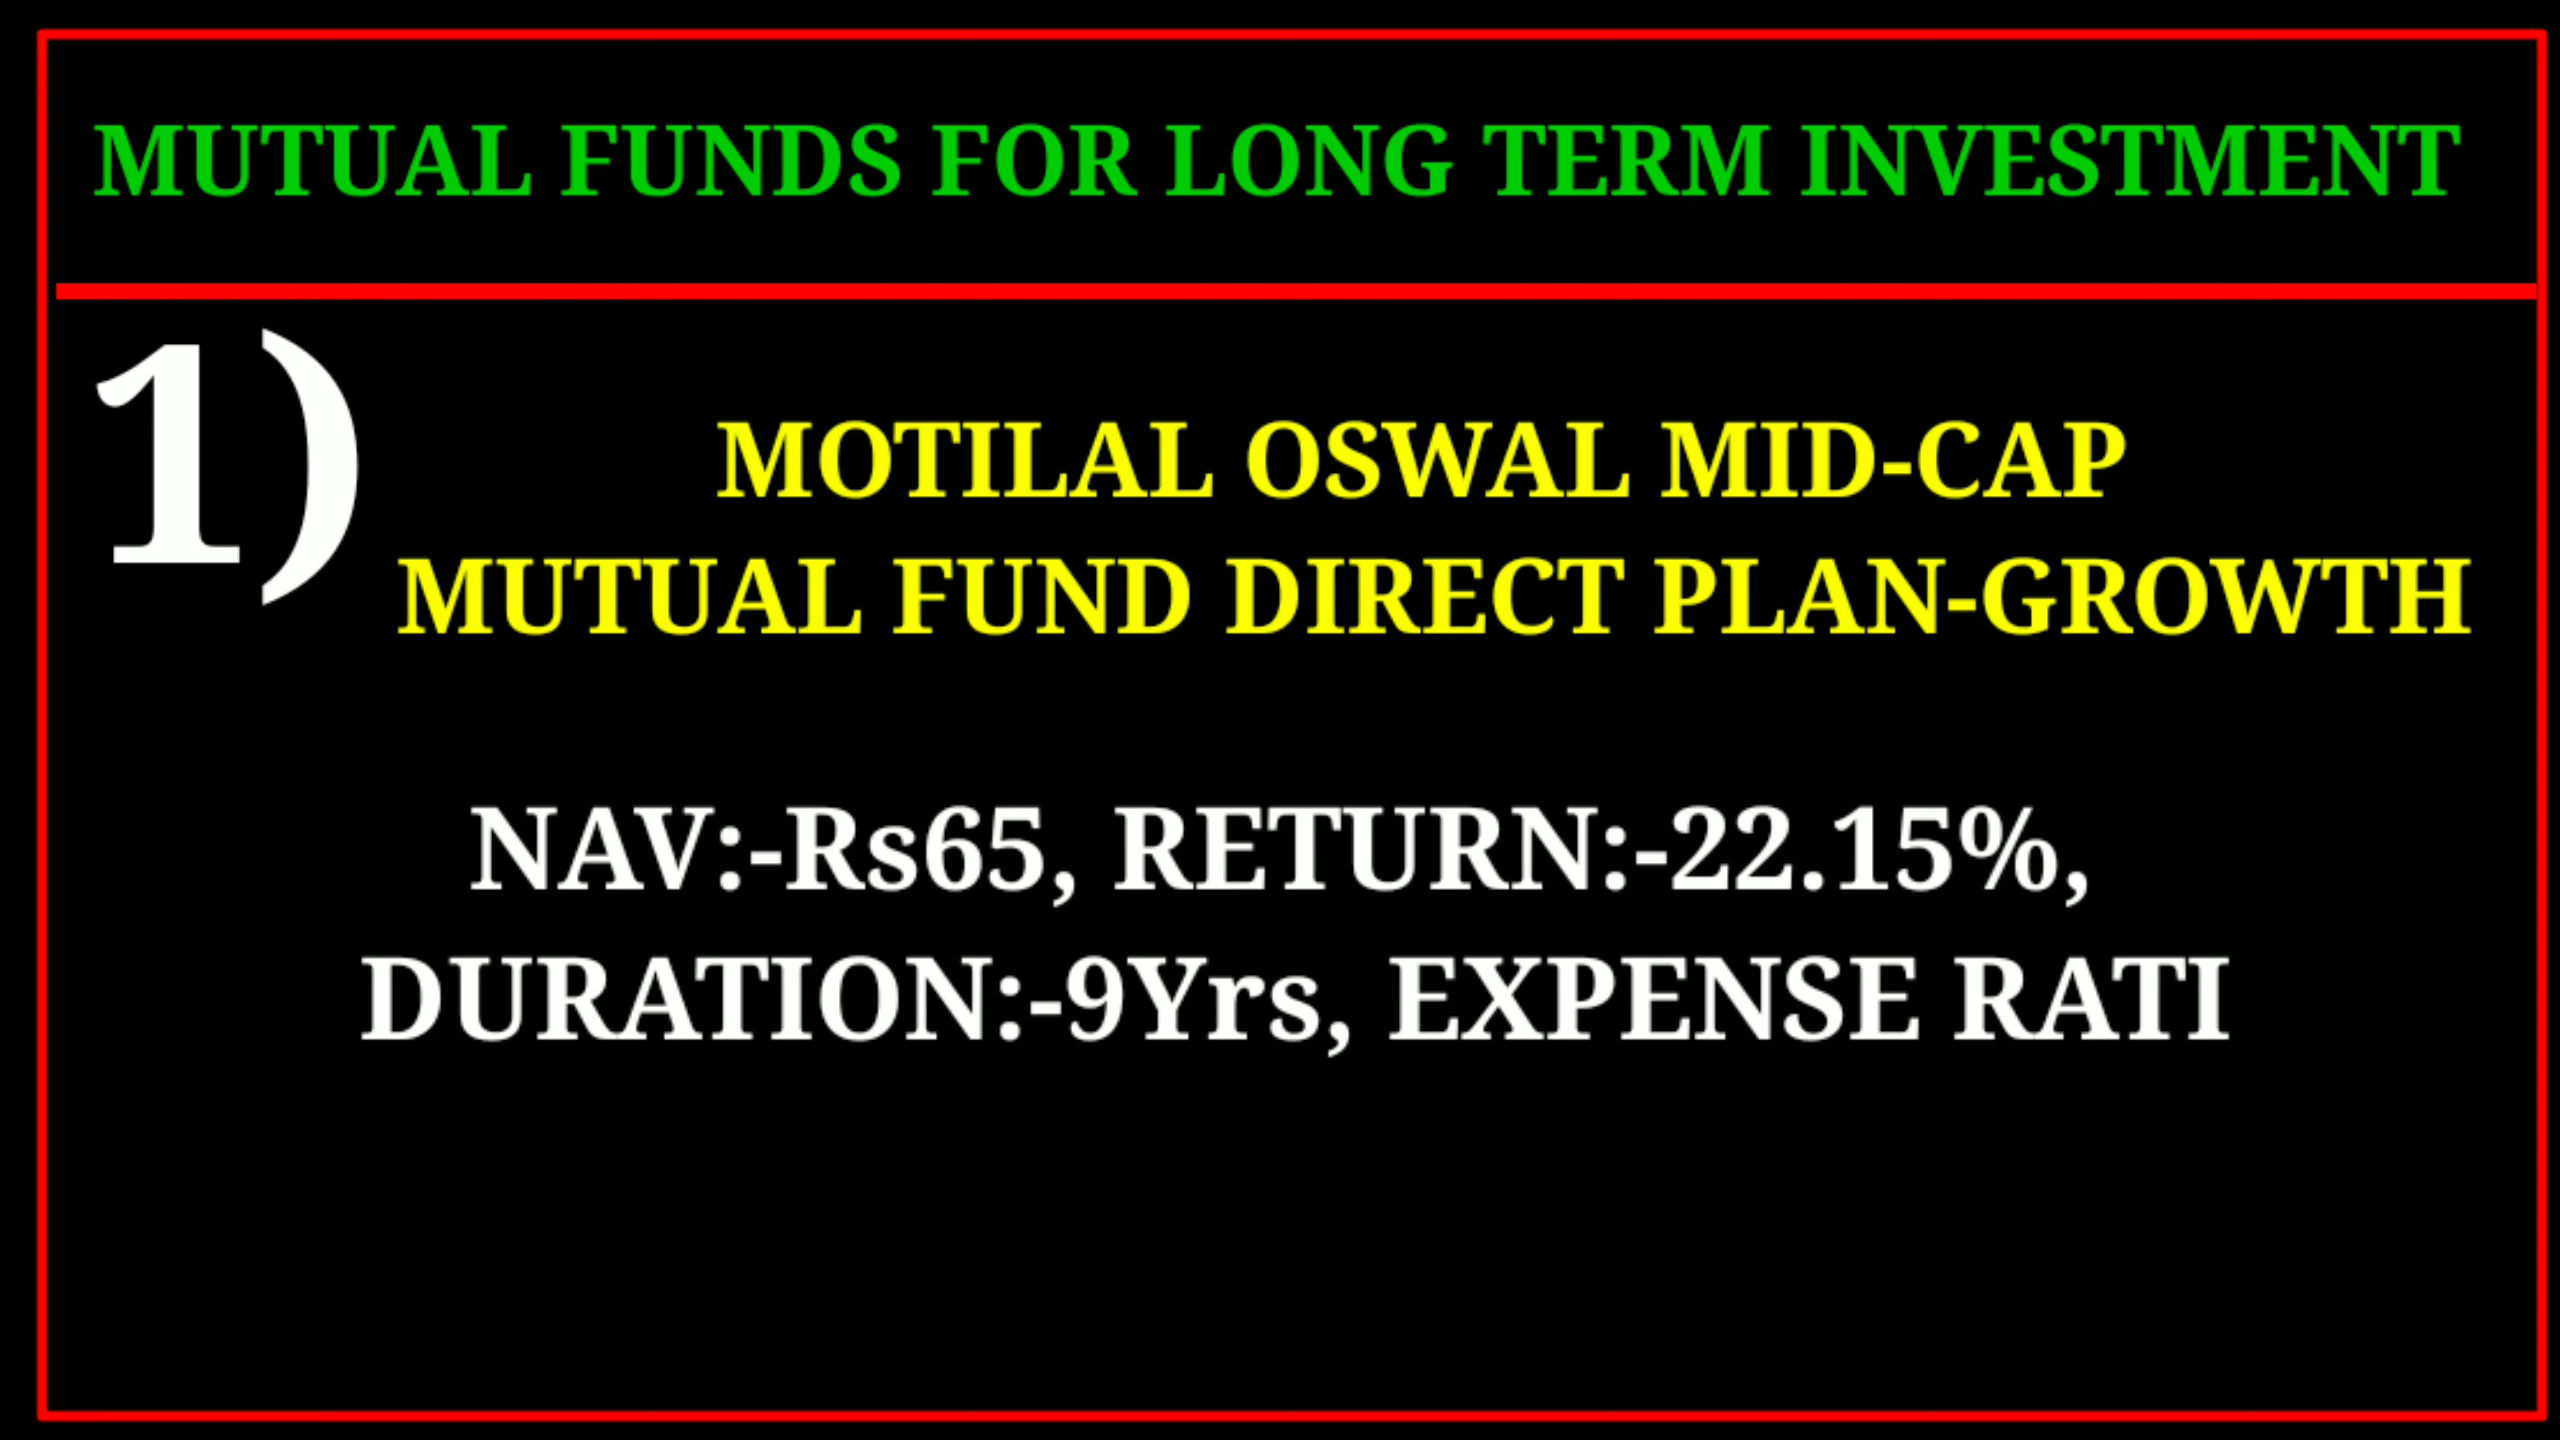 MUTUAL FUNDS FOR LONG TERM INVESTMENT
1)
MOTILAL OSWAL MID-CAP
MUTUAL FUND DIRECT PLAN-GROWTH
NAV:-Rs65, RETURN:-22.15%,
DURATION:-9Yrs, EXPENSE RATI